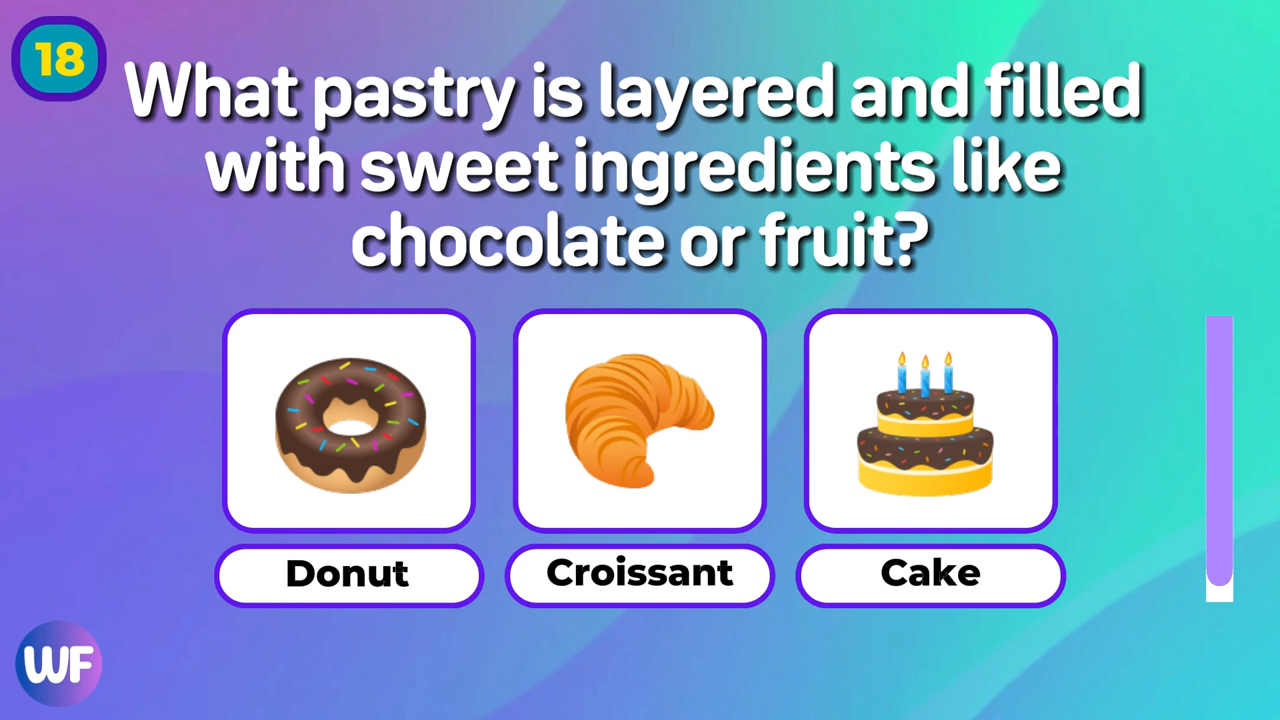 18
What pastry is layered and filled
with sweet ingredients like
chocolate or fruit?
Donut
Croissant
Cake
WF